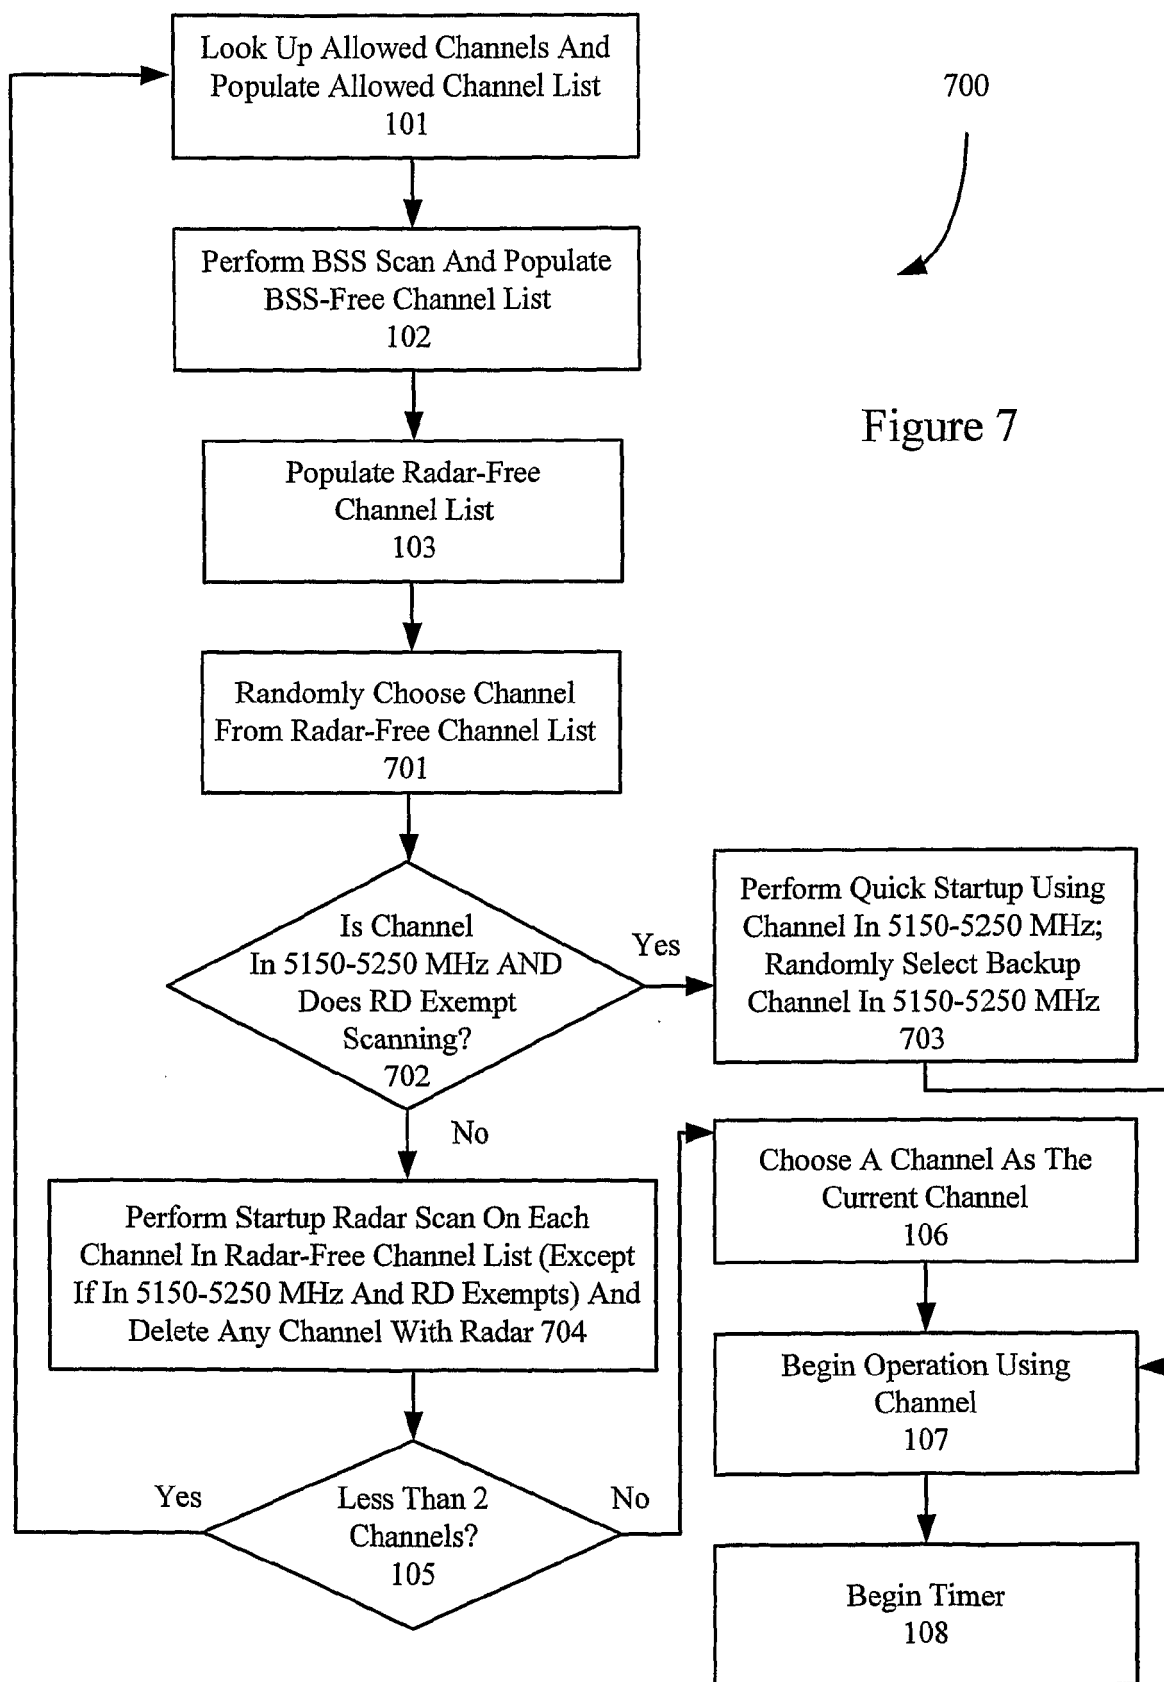 Look Up Allowed Channels And
Populate Allowed Channel List
101
700
Perform BSS Scan And Populate
BSS-Free Channel List
102
Figure 7
Populate Radar-Free
Channel List
103
Randomly Choose Channel
From Radar-Free Channel List
701
Is Channel
In 5150-5250 MHz AND
Does RD Exempt
Scanning?
702
Yes
Perform Quick Startup Using
Channel In 5150-5250 MHz;
Randomly Select Backup
Channel In 5150-5250 MHz
703
No
Perform Startup Radar Scan On Each
Channel In Radar-Free Channel List (Except
If In 5150-5250 MHz And RD Exempts) And
Delete Any Channel With Radar 704
Choose A Channel As The
Current Channel
106
Begin Operation Using
Channel
107
Yes
Less Than 2
Channels?
105
No
Begin Timer
108